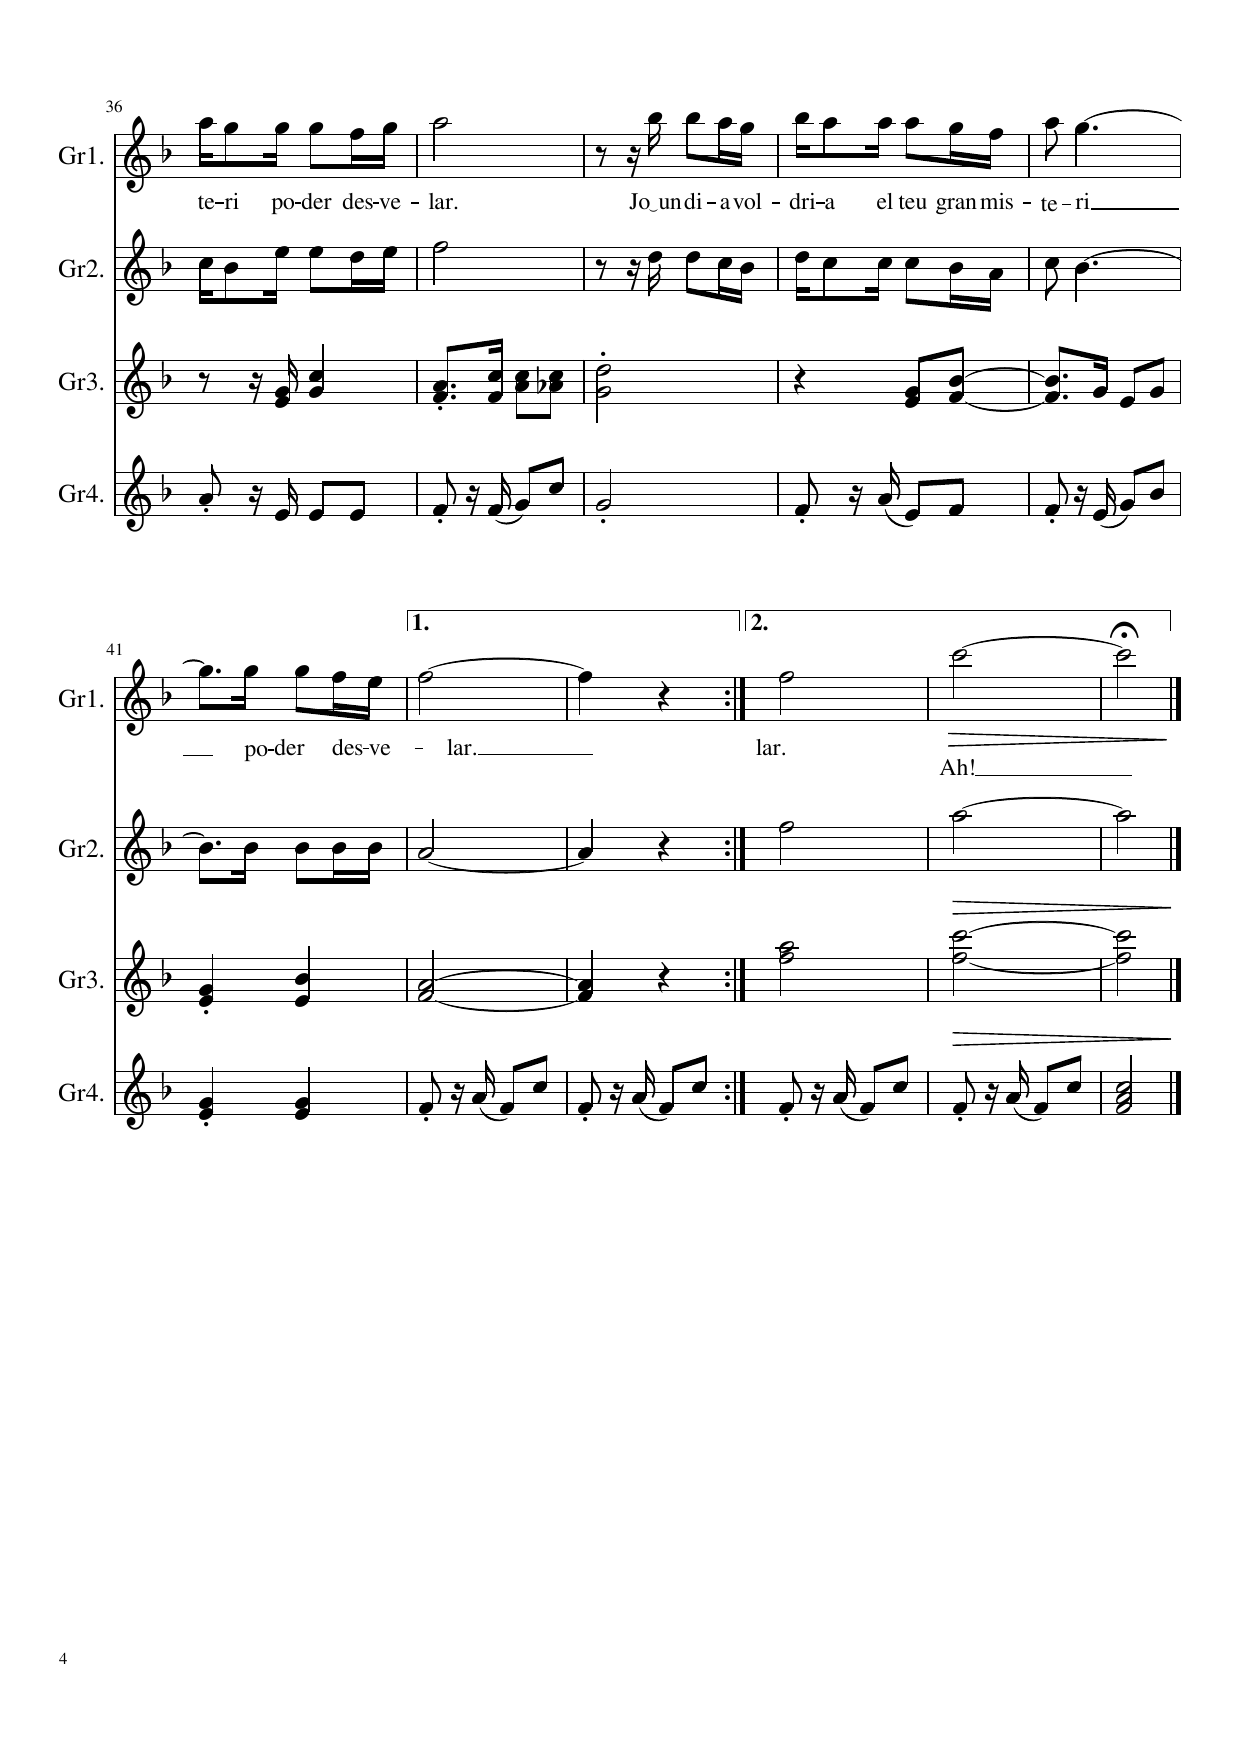 36
Gr1.
te-ri po-der des-ve - lar. Jo‿un di - a vol - dri-a el teu gran mis - te - ri
Gr2.
Gr3.
Gr4.
1. 2.
41
Gr1.
po-der des-ve - lar. lar.
Ah!
Gr2.
Gr3.
Gr4.
4